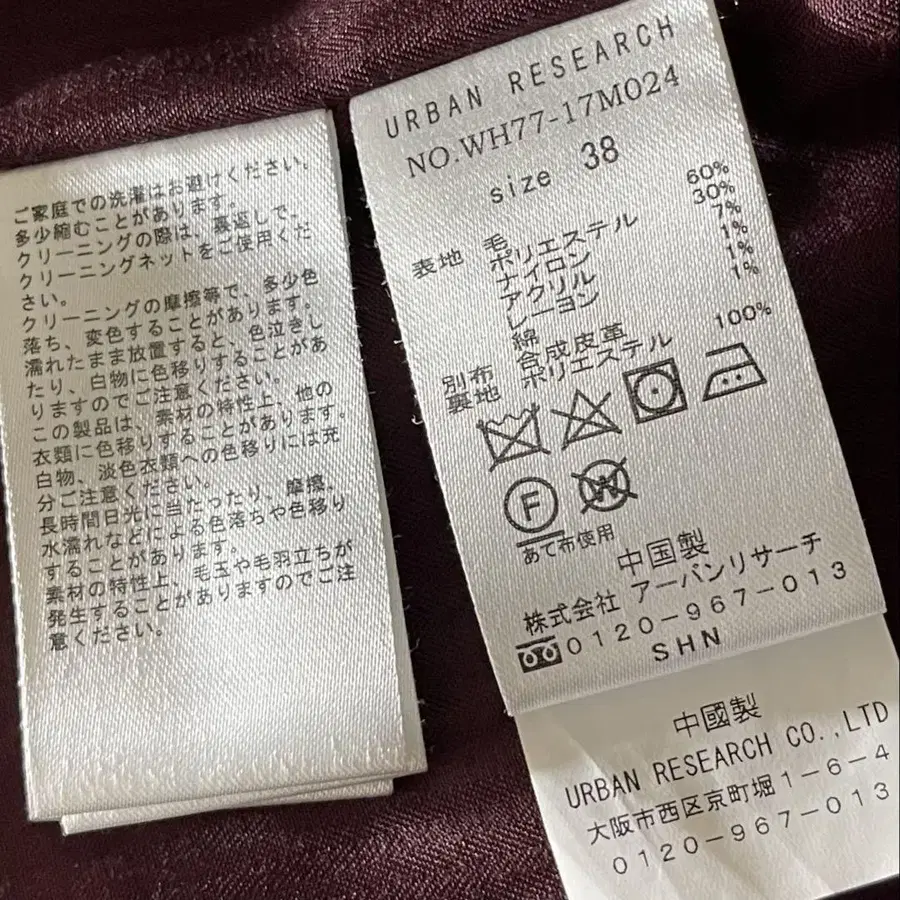 ご家庭での洗濯はお避けください。
多少縮むことがあります。
クリーニングの際は、裏返しで、
クリーニングネットをご使用くだ
さい。
クリーニングの摩擦等で、多少色
落ち、変色することがあります。
濡れたまま放置すると、色泣きし
たり、白物に色移りすることがあ
りますのでご注意ください。
この製品は、素材の特性上、他の
衣類に色移りすることがあります。
白物、淡色衣類への色移りには充
分ご注意ください。
長時間日光に当たったり、摩擦、
水濡れなどによる色落ちや色移り
することがあります。
素材の特性上、毛玉や毛羽立ちが
発生することがありますのでご注
意ください。
URBAN RESEARCH
NO.WH77-17M024
size 38
表地 毛 60%
ポリエステル 30%
ナイロン 7%
アクリル 1%
レーヨン 1%
綿 1%
別布 合成皮革
裏地 ポリエステル 100%
F W
あて布使用
中国製
株式会社 アーバンリサーチ
0120-967-013
SHN
中國製
URBAN RESEARCH CO.,LTD
大阪市西区京町堀1-6-4
0120-967-013